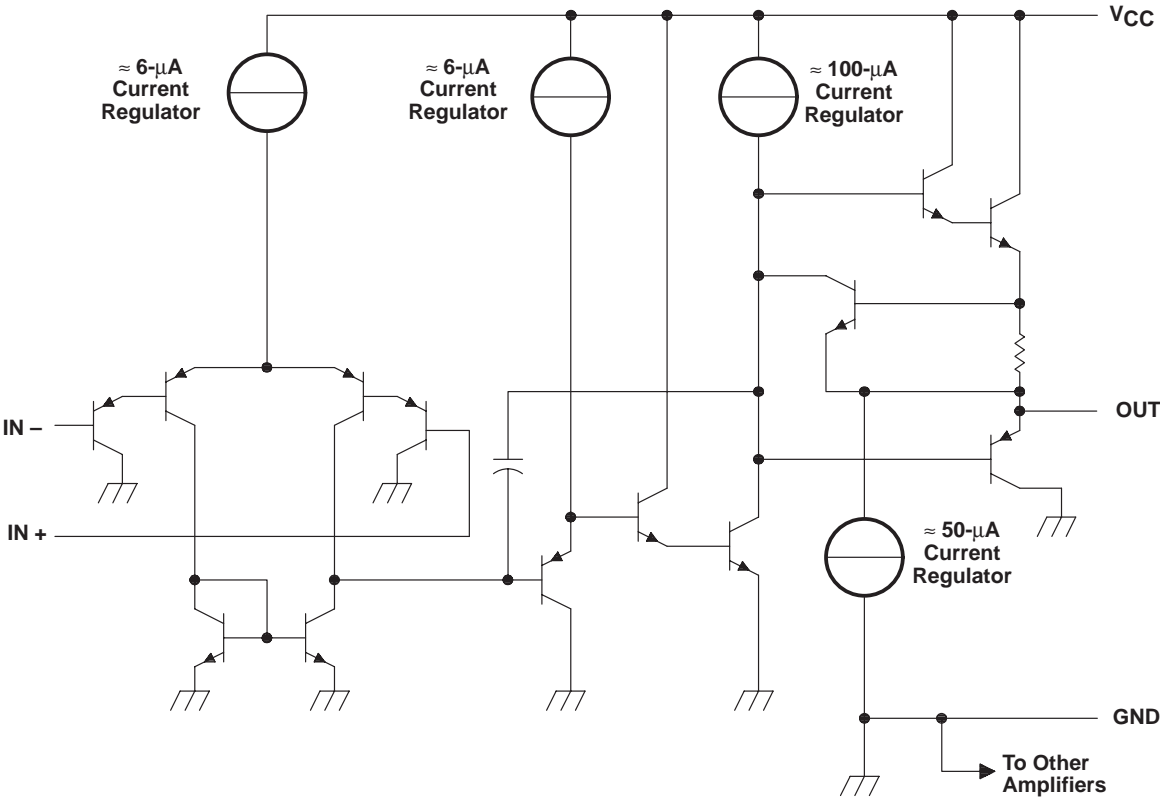 VCC
≈ 6-μA
Current
Regulator
≈ 6-μA
Current
Regulator
≈ 100-μA
Current
Regulator
IN –
OUT
IN +
≈ 50-μA
Current
Regulator
GND
To Other
Amplifiers